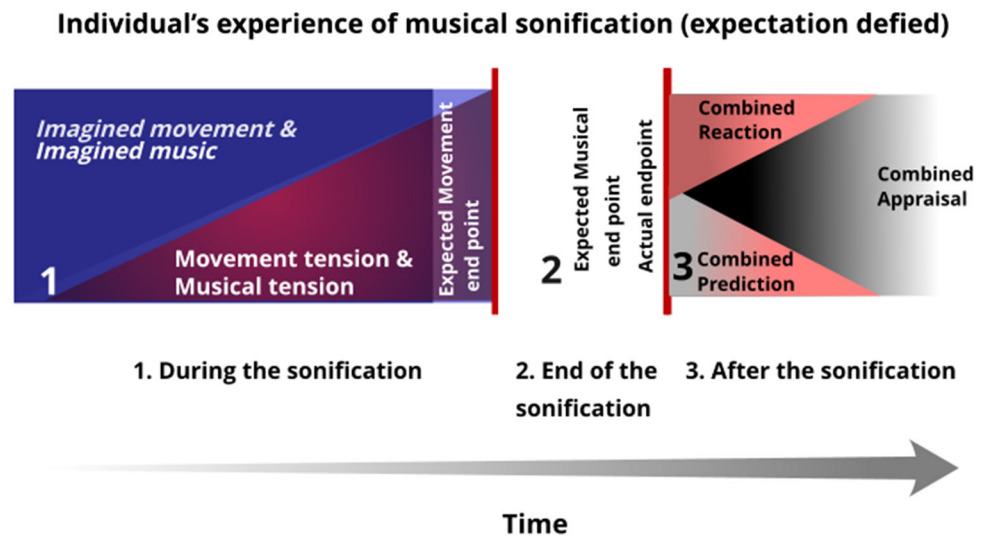 Individual's experience of musical sonification (expectation defied)
Imagined movement &
Imagined music
1
Movement tension &
Musical tension
Expected Movement
end point
2
Expected Musical
end point
Actual endpoint
3
Combined
Reaction
Combined
Prediction
Combined
Appraisal
1. During the sonification
2. End of the
sonification
3. After the sonification
Time